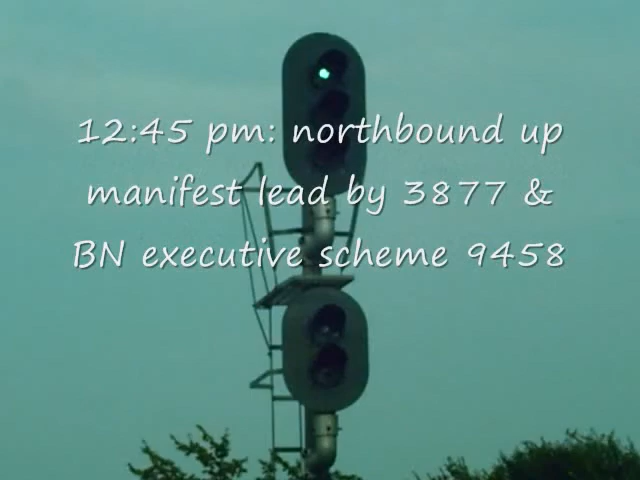 12:45 pm: northbound up
manifest lead by 3877 &
BN executive scheme 9458